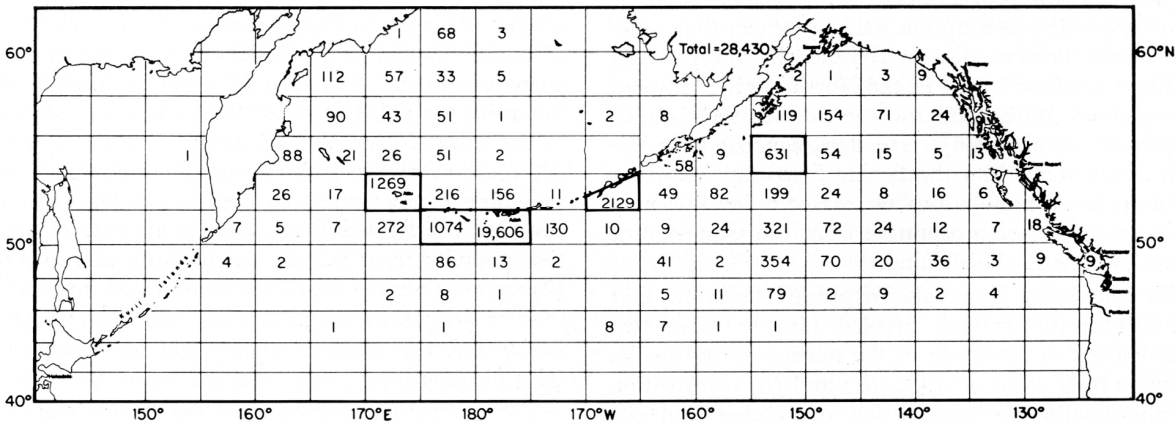 1 68 3
60° Total=28,430 60°N
112 57 33 5 2 1 3 9
90 43 51 1 2 8 119 154 71 24
1 88 21 26 51 2 58 9 631 54 15 5 13
26 17 1269 216 156 11 2129 49 82 199 24 8 16 6
7 5 7 272 1074 19,606 130 10 9 24 321 72 24 12 7 18
50° 50°
4 2 86 13 2 41 2 354 70 20 36 3 9 9
2 8 1 5 11 79 2 9 2 4
1 1 8 7 1 1
40° 40°
150° 160° 170°E 180° 170°W 160° 150° 140° 130°